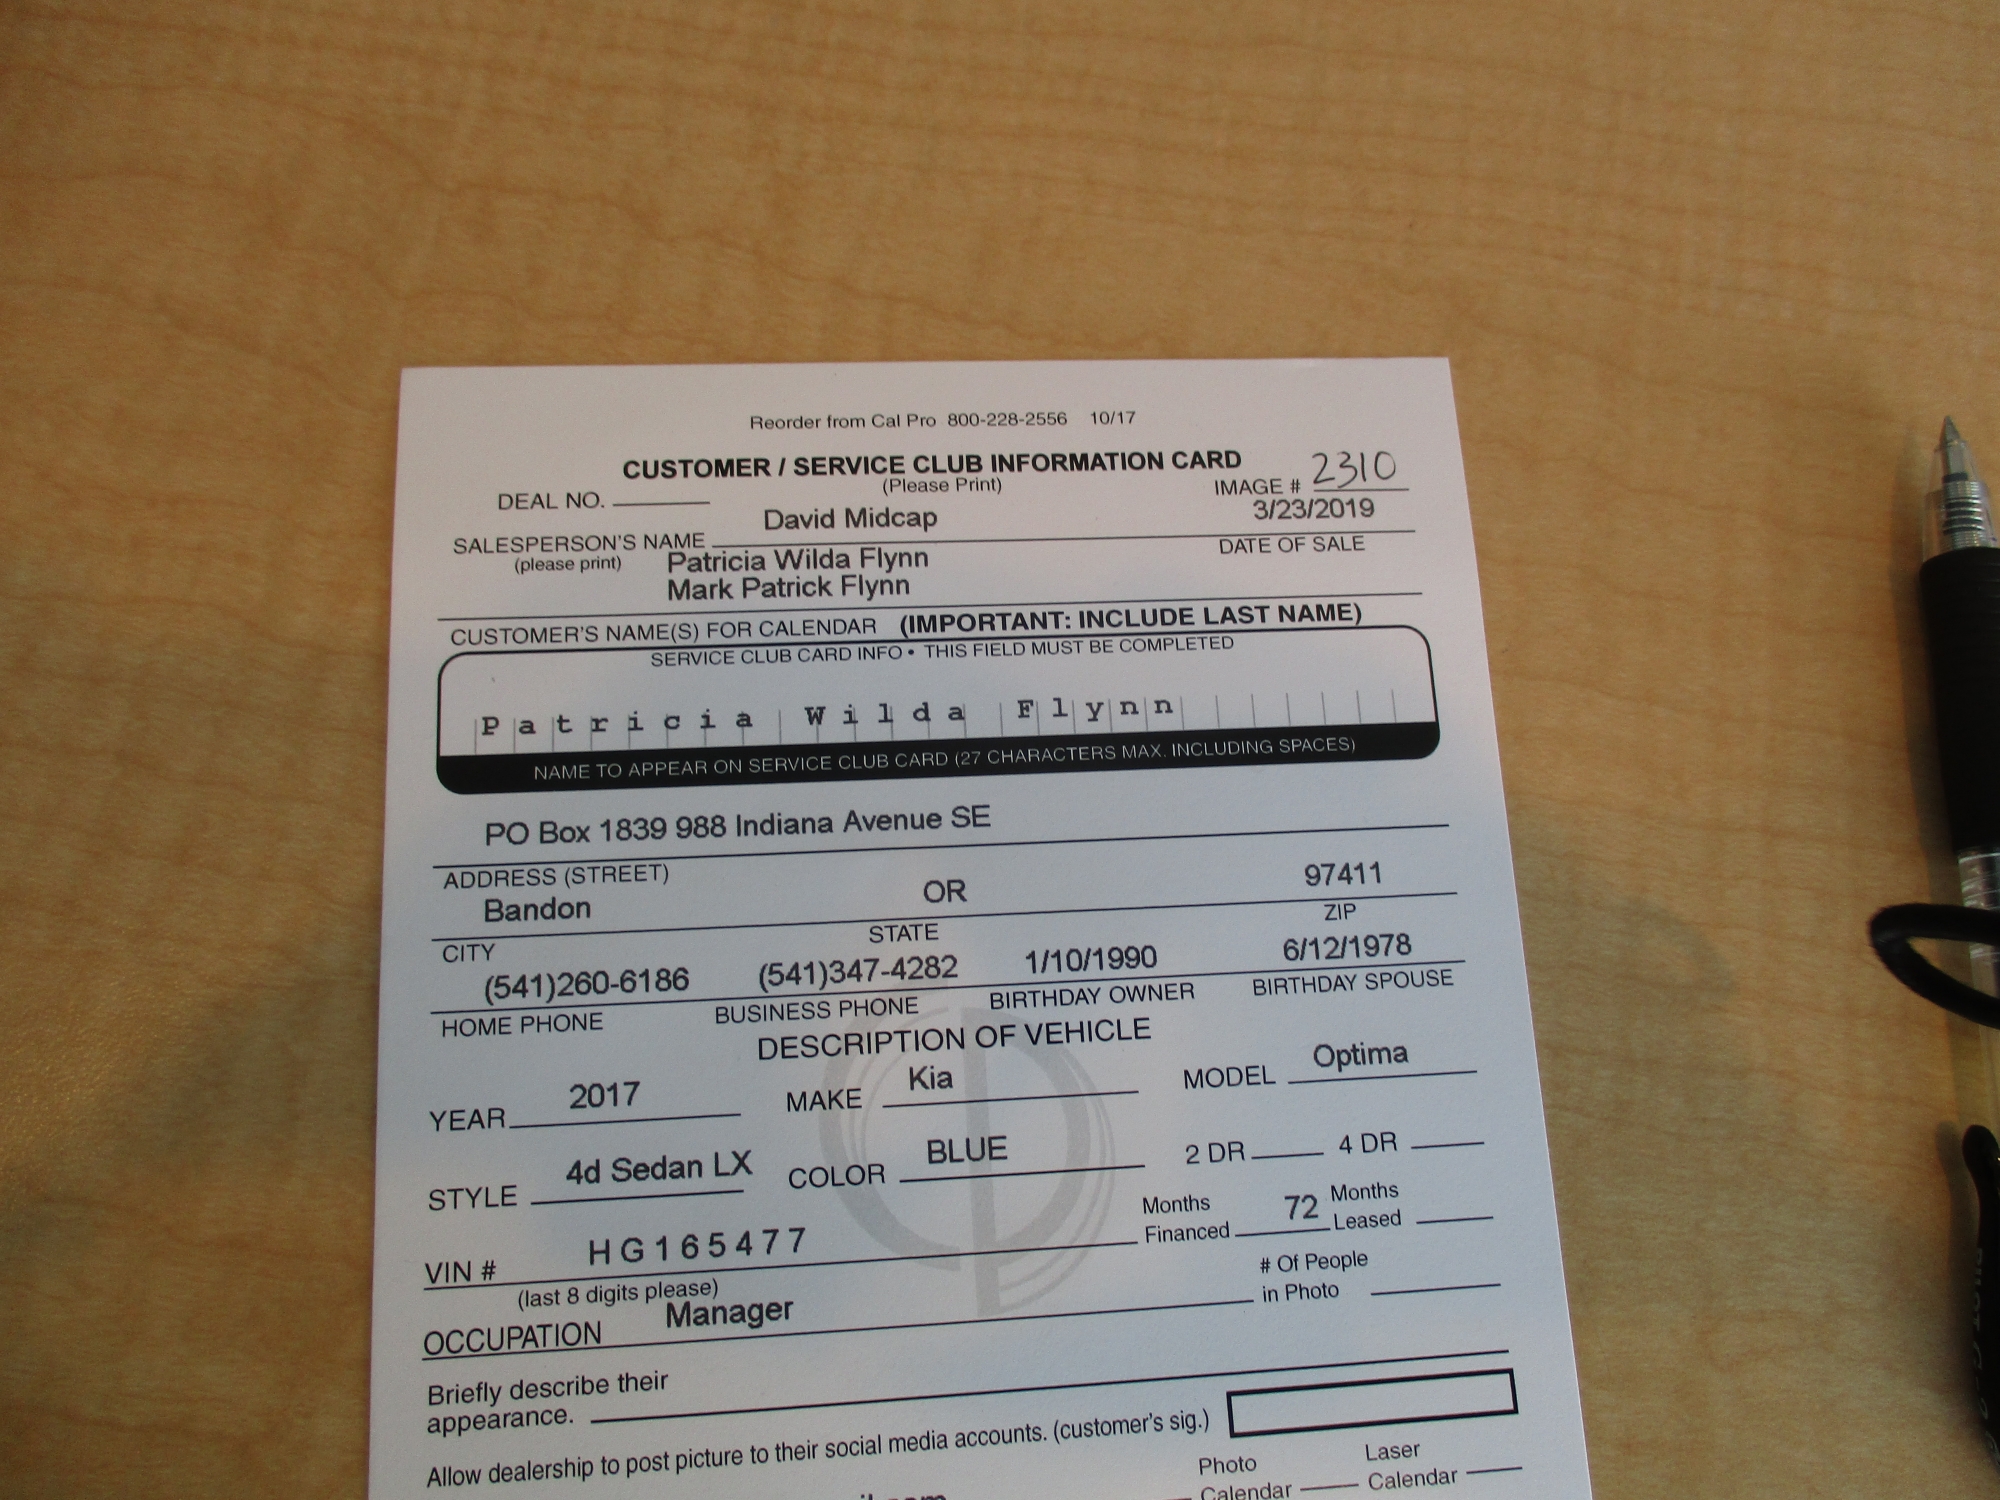 Reorder from Cal Pro 800-228-2556 10/17
CUSTOMER / SERVICE CLUB INFORMATION CARD
(Please Print)
DEAL NO. IMAGE # 2310
David Midcap 3/23/2019
SALESPERSON'S NAME DATE OF SALE
(please print) Patricia Wilda Flynn
Mark Patrick Flynn
CUSTOMER'S NAME(S) FOR CALENDAR (IMPORTANT: INCLUDE LAST NAME)
SERVICE CLUB CARD INFO • THIS FIELD MUST BE COMPLETED
Patricia Wilda Flynn
NAME TO APPEAR ON SERVICE CLUB CARD (27 CHARACTERS MAX. INCLUDING SPACES)
PO Box 1839 988 Indiana Avenue SE
ADDRESS (STREET)
Bandon OR 97411
CITY STATE ZIP
(541)260-6186 (541)347-4282 1/10/1990 6/12/1978
HOME PHONE BUSINESS PHONE BIRTHDAY OWNER BIRTHDAY SPOUSE
DESCRIPTION OF VEHICLE
YEAR 2017 MAKE Kia MODEL Optima
STYLE 4d Sedan LX COLOR BLUE 2 DR 4 DR
Months Financed 72 Months Leased
VIN # HG165477
(last 8 digits please)
# Of People in Photo
OCCUPATION Manager
Briefly describe their
appearance.
Allow dealership to post picture to their social media accounts. (customer's sig.)
Photo Calendar Laser Calendar